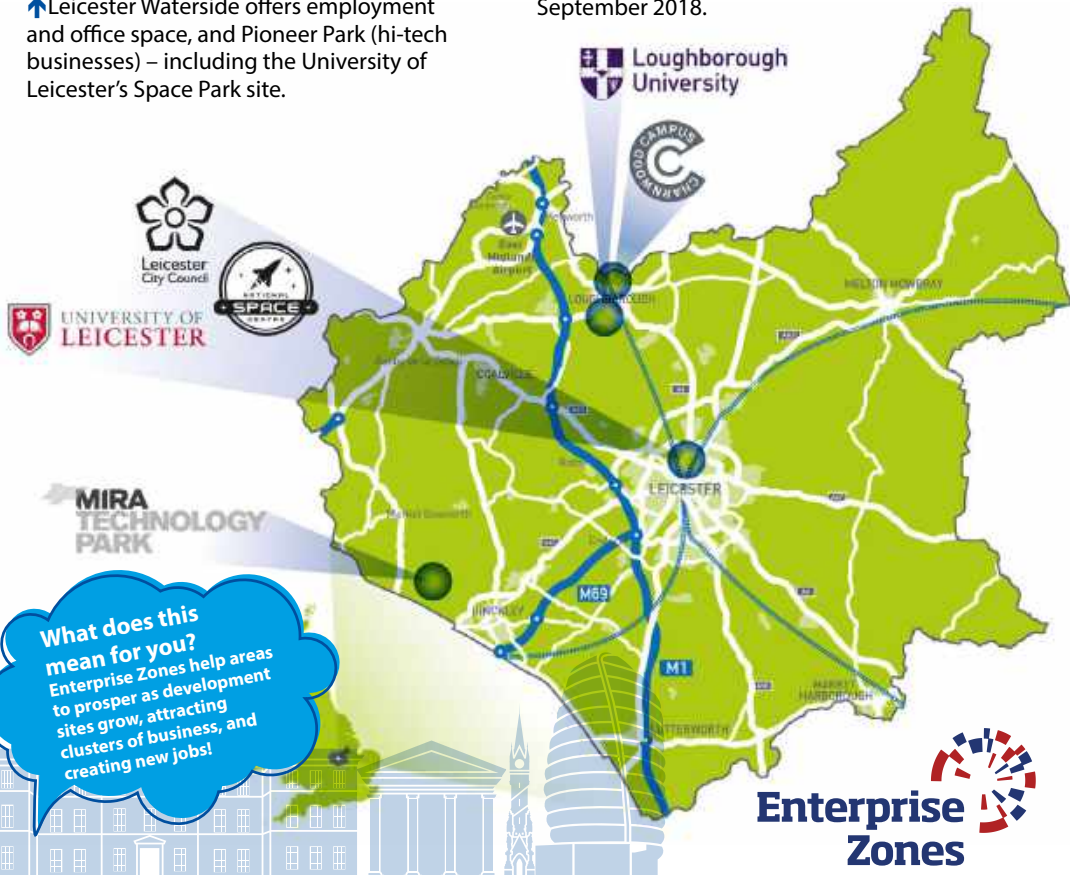 Leicester Waterside offers employment
and office space, and Pioneer Park (hi-tech
businesses) – including the University of
Leicester’s Space Park site.
September 2018.
Loughborough
University
CHARNWOOD CAMPUS
Leicester
City Council
NATIONAL
SPACE
CENTRE
UNIVERSITY OF
LEICESTER
East
Midlands
Airport
LOUGHBOROUGH
MELTON MOWBRAY
COALVILLE
LEICESTER
MIRA
TECHNOLOGY
PARK
Market Bosworth
HINCKLEY
M69
M1
MARKET
HARBOROUGH
LUTTERWORTH
What does this
mean for you?
Enterprise Zones help areas
to prosper as development
sites grow, attracting
clusters of business, and
creating new jobs!
Enterprise
Zones